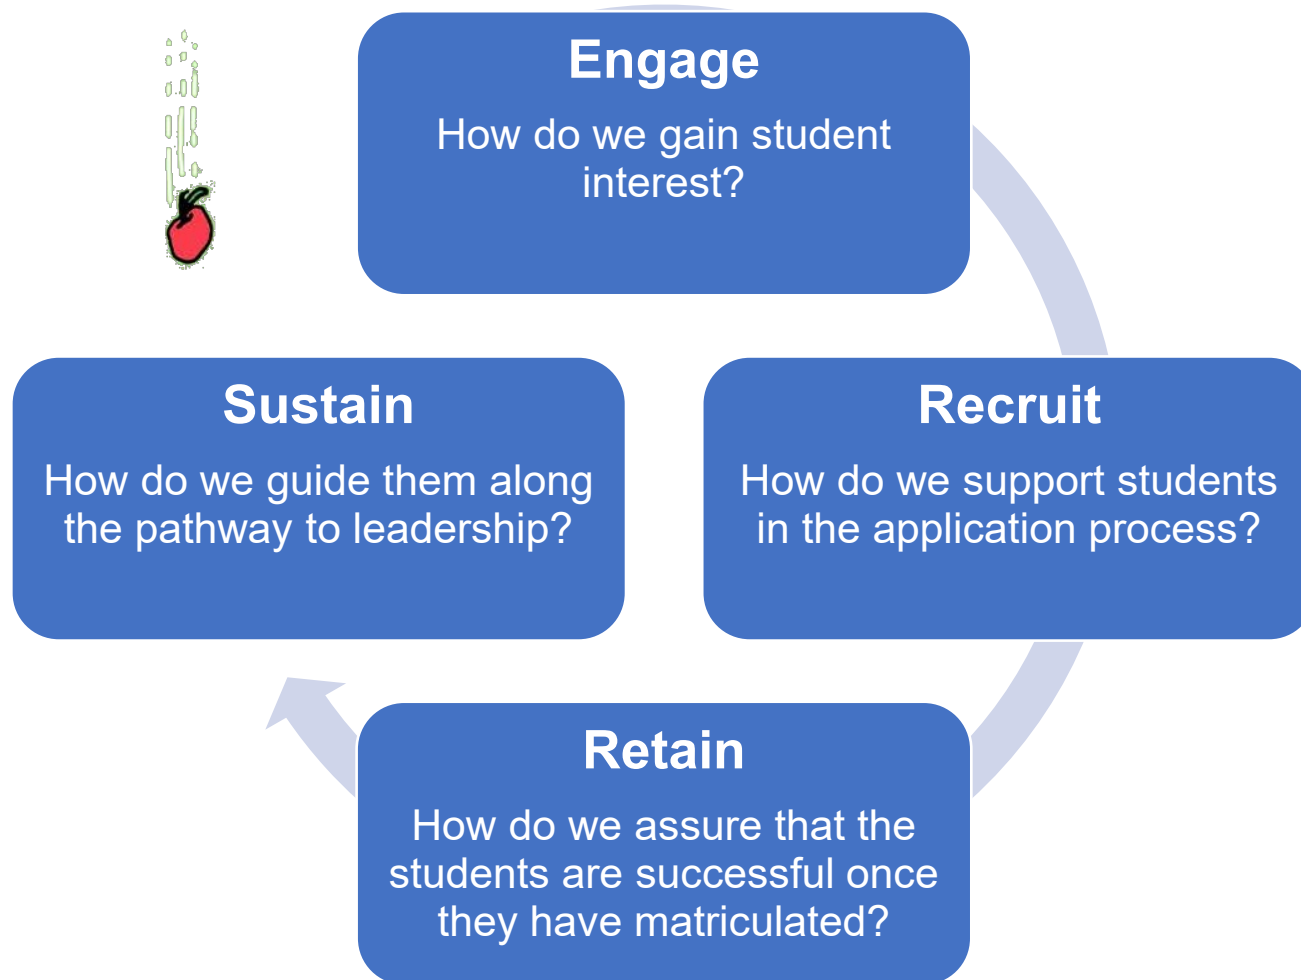 Engage
How do we gain student
interest?
Recruit
How do we support students
in the application process?
Retain
How do we assure that the
students are successful once
they have matriculated?
Sustain
How do we guide them along
the pathway to leadership?